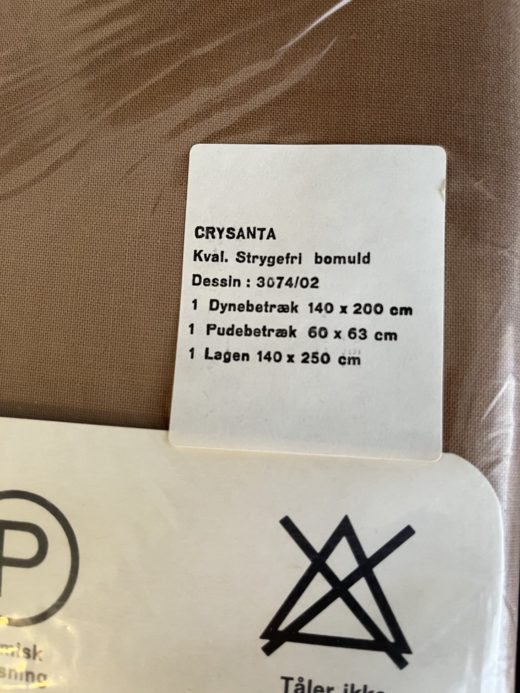 CRYSANTA
Kval. Strygefri bomuld
Dessin : 3074/02
1 Dynebetræk 140 x 200 cm
1 Pudebetræk 60 x 63 cm
1 Lagen 140 x 250 cm
P
Tåler ikke